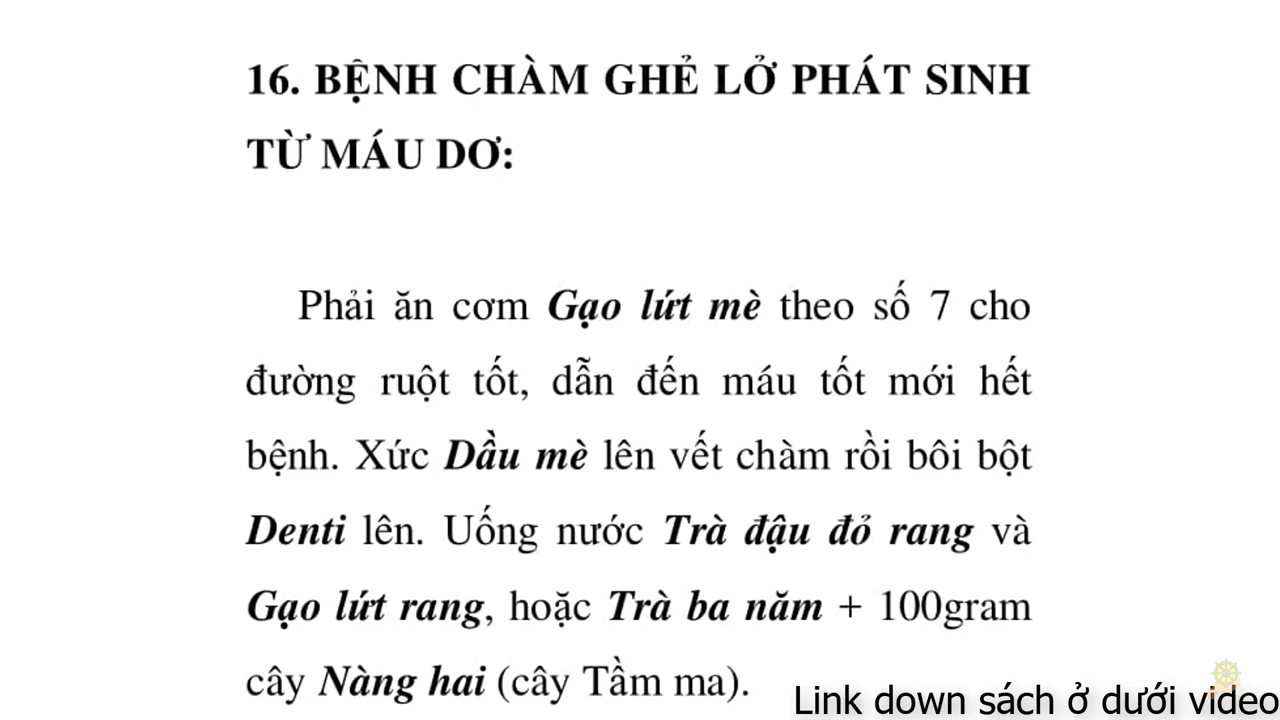 16. BỆNH CHÀM GHẺ LỞ PHÁT SINH
TỪ MÁU DƠ:
Phải ăn cơm Gạo lứt mè theo số 7 cho
đường ruột tốt, dẫn đến máu tốt mới hết
bệnh. Xức Dầu mè lên vết chàm rồi bôi bột
Denti lên. Uống nước Trà đậu đỏ rang và
Gạo lứt rang, hoặc Trà ba năm + 100gram
cây Nàng hai (cây Tầm ma).
Link down sách ở dưới video